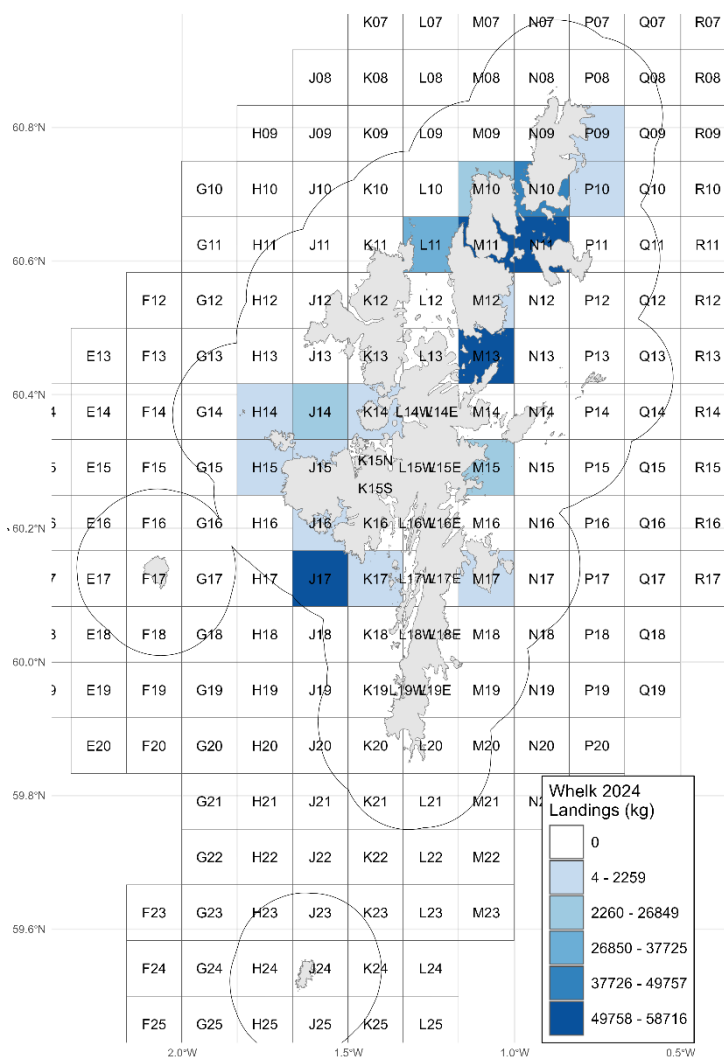 K07 L07 M07 N07 P07 Q07 R07
J08 K08 L08 M08 N08 P08 Q08 R08
60.8°N H09 J09 K09 L09 M09 N09 P09 Q09 R09
G10 H10 J10 K10 L10 M10 N10 P10 Q10 R10
G11 H11 J11 K11 L11 M11 N11 P11 Q11 R11
60.6°N
F12 G12 H12 J12 K12 L12 M12 N12 P12 Q12 R12
E13 F13 G13 H13 J13 K13 L13 M13 N13 P13 Q13 R13
60.4°N
4 E14 F14 G14 H14 J14 K14 L14W L14E M14 N14 P14 Q14 R14
K15N
5 E15 F15 G15 H15 J15 L15W L15E M15 N15 P15 Q15 R15
K15S
60.2°N
6 E16 F16 G16 H16 J16 K16 L16W L16E M16 N16 P16 Q16 R16
7 E17 F17 G17 H17 J17 K17 L17W L17E M17 N17 P17 Q17 R17
8 E18 F18 G18 H18 J18 K18 L18W L18E M18 N18 P18 Q18
60.0°N
9 E19 F19 G19 H19 J19 K19 L19W L19E M19 N19 P19 Q19
E20 F20 G20 H20 J20 K20 L20 M20 N20 P20
59.8°N
G21 H21 J21 K21 L21 M21
G22 H22 J22 K22 L22 M22
59.6°N
F23 G23 H23 J23 K23 L23 M23
F24 G24 H24 J24 K24 L24
F25 G25 H25 J25 K25 L25
2.0°W 1.5°W 1.0°W
Whelk 2024
Landings (kg)
0
4 - 2259
2260 - 26849
26850 - 37725
37726 - 49757
49758 - 58716